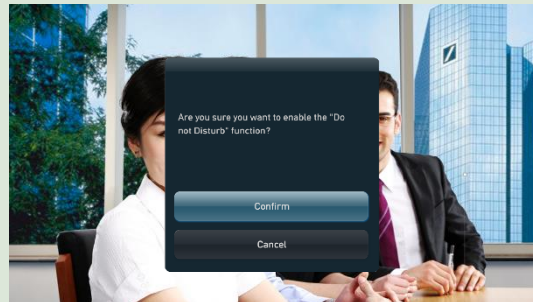 Are you sure you want to enable the "Do
not Disturb" function?
Confirm
Cancel